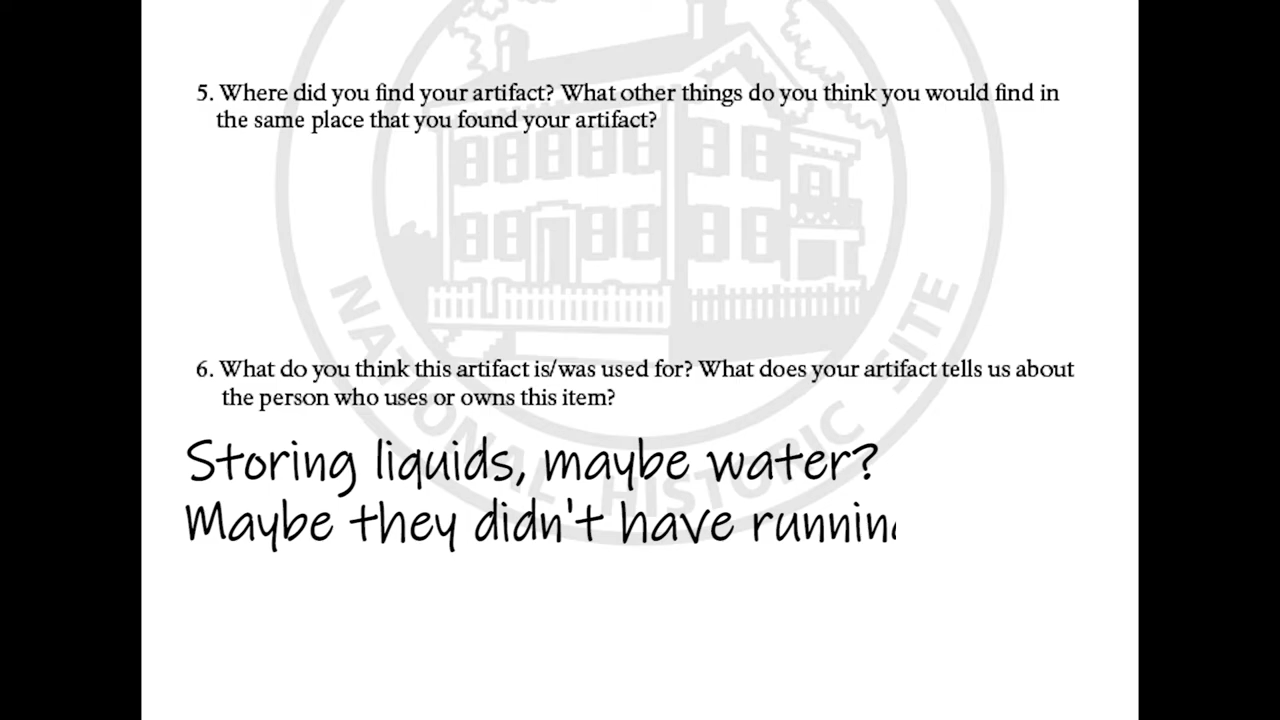 5. Where did you find your artifact? What other things do you think you would find in
the same place that you found your artifact?
6. What do you think this artifact is/was used for? What does your artifact tells us about
the person who uses or owns this item?
Storing liquids, maybe water?
Maybe they didn't have
NATIONAL HISTORIC SITE